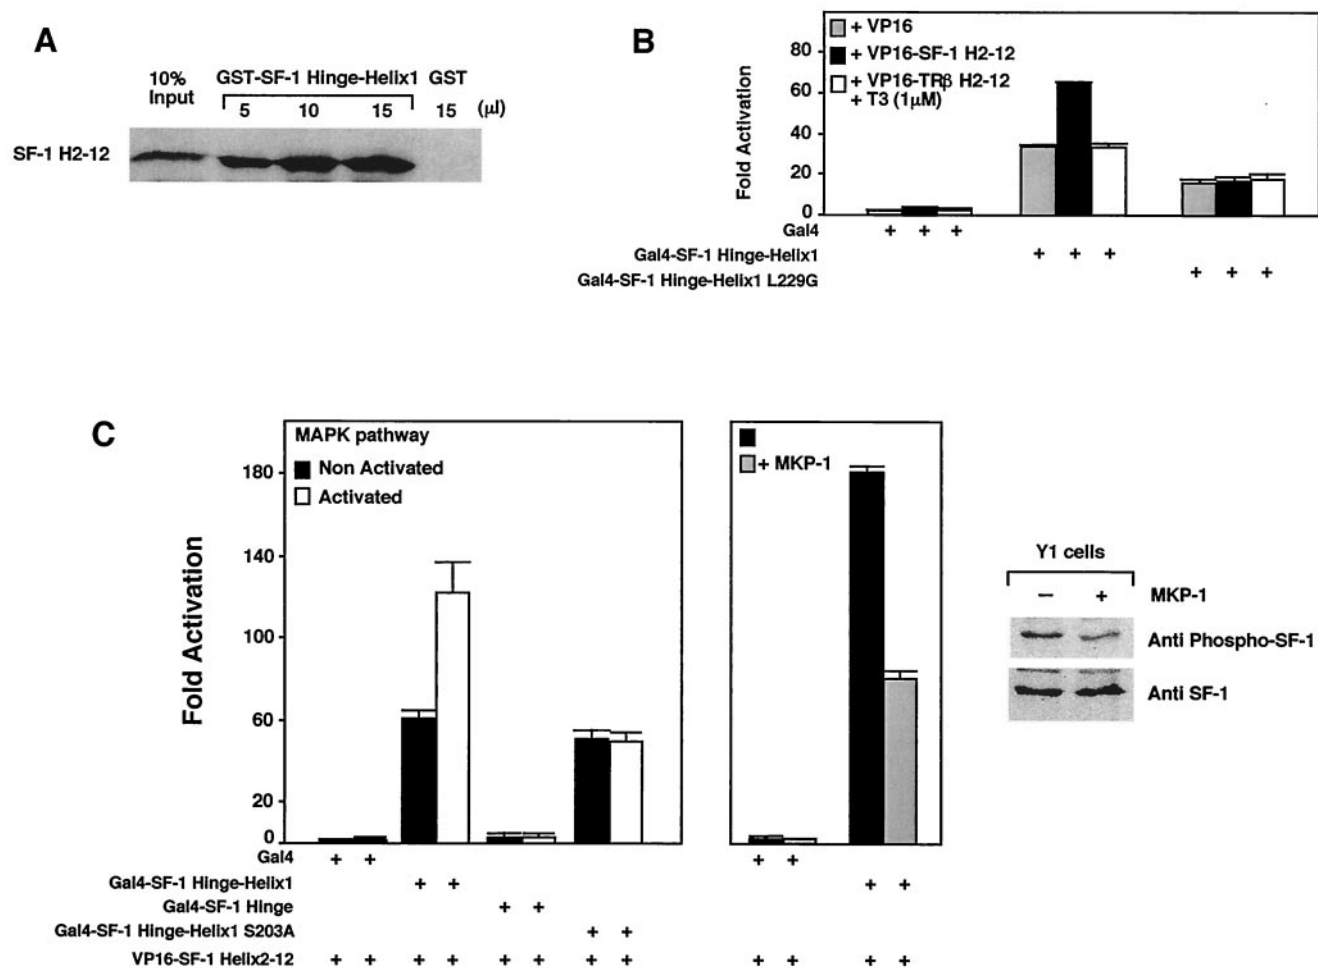 A
10% Input
GST-SF-1 Hinge-Helix1 GST
5 10 15 15 (µl)
SF-1 H2-12
B
+ VP16
+ VP16-SF-1 H2-12
+ VP16-TRβ H2-12
+ T3 (1µM)
Fold Activation
80
60
40
20
0
Gal4 + + +
Gal4-SF-1 Hinge-Helix1 + + +
Gal4-SF-1 Hinge-Helix1 L229G + + +
C
MAPK pathway
Non Activated
Activated
Fold Activation
180
140
100
60
20
0
+ MKP-1
Y1 cells
− + MKP-1
Anti Phospho-SF-1
Anti SF-1
Gal4 + + + +
Gal4-SF-1 Hinge-Helix1 + + + +
Gal4-SF-1 Hinge + +
Gal4-SF-1 Hinge-Helix1 S203A + +
VP16-SF-1 Helix2-12 + + + + + + + + + + + +